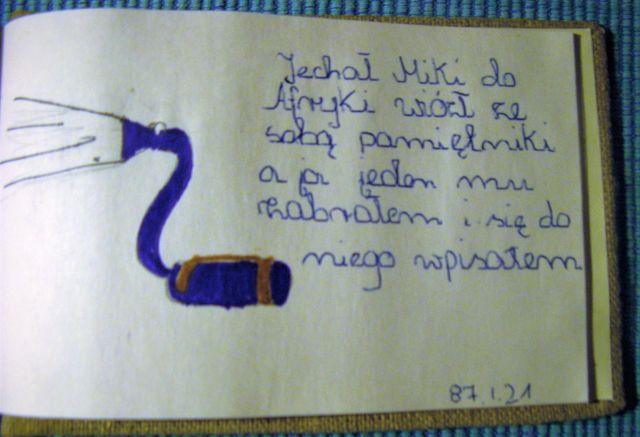 Jechał Miki do
Afryki wiózł ze
sobą pamiętniki
a ja jeden mu
zabrałem i się do
niego wpisałem
87.1.21